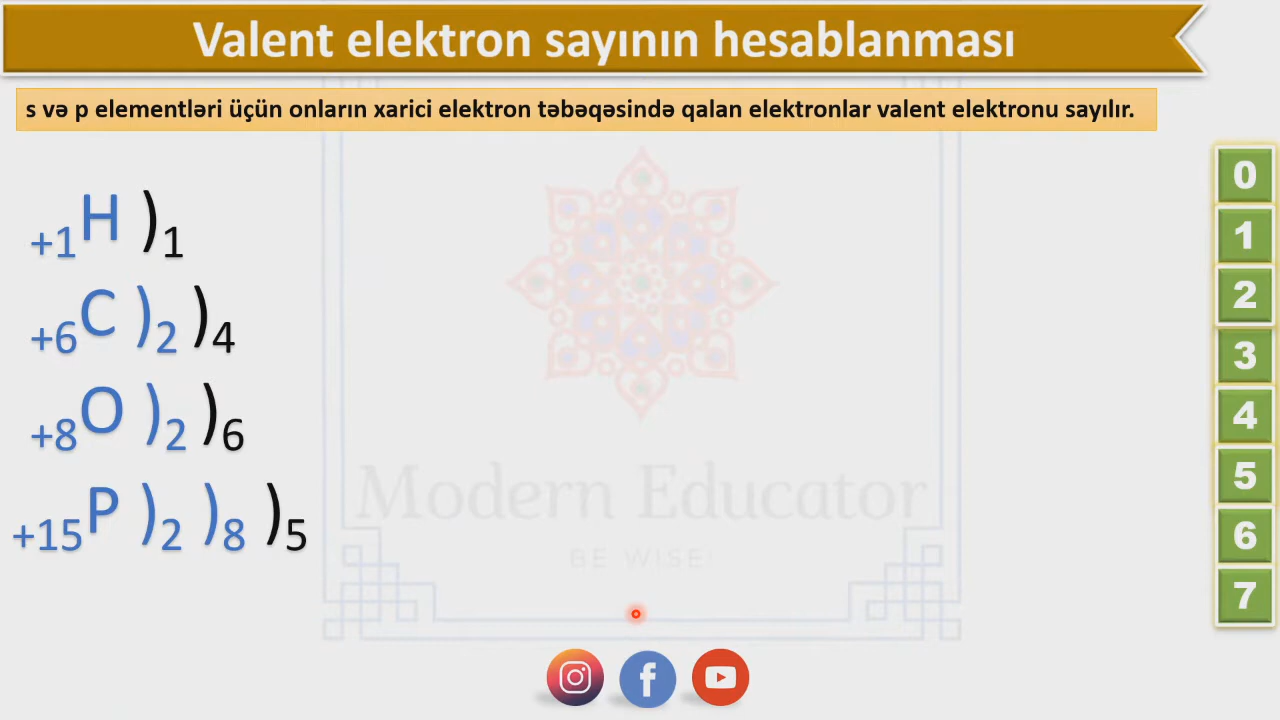 Valent elektron sayının hesablanması
s və p elementləri üçün onların xarici elektron təbəqəsində qalan elektronlar valent elektronu sayılır.
+1H )1
+6C )2 )4
+8O )2 )6
+15P )2 )8 )5
0
1
2
3
4
5
6
7
Modern Educator
BE WISE!